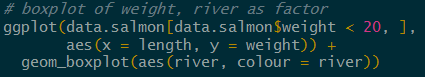 # boxplot of weight, river as factor
ggplot(data.salmon[data.salmon$weight < 20, ],
aes(x = length, y = weight)) +
geom_boxplot(aes(river, colour = river))